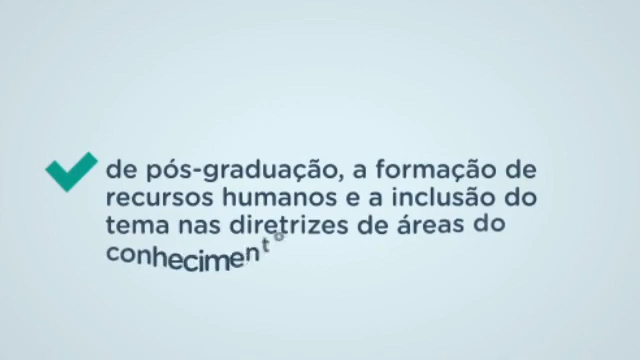 de pós-graduação, a formação de
recursos humanos e a inclusão do
tema nas diretrizes de áreas do
conhecimento